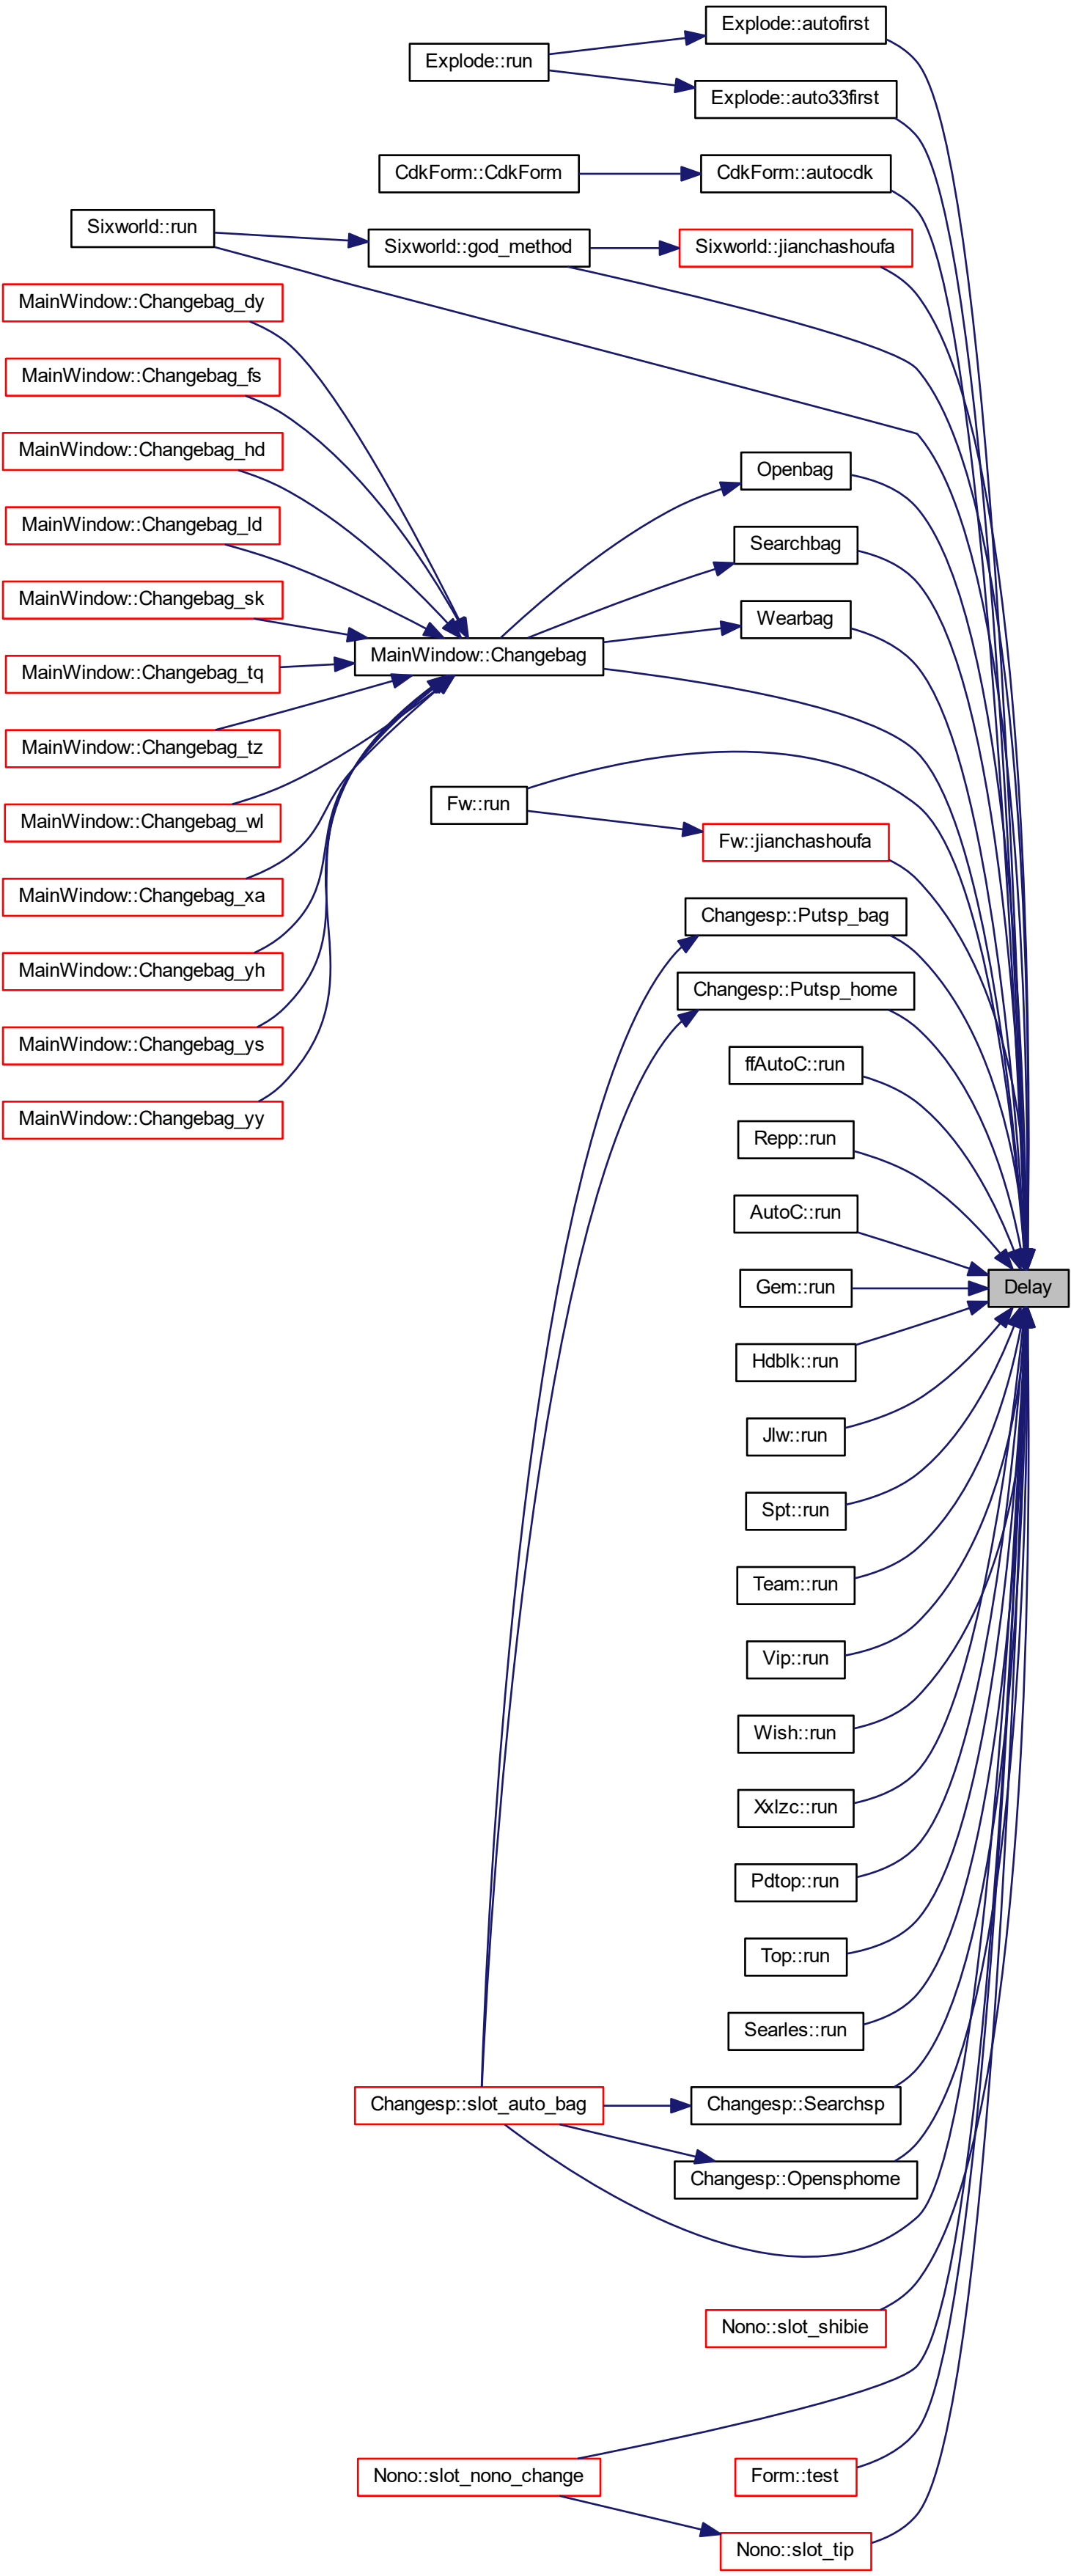 Explode::autofirst
Explode::run
Explode::auto33first
CdkForm::CdkForm
CdkForm::autocdk
Sixworld::run
Sixworld::god_method
Sixworld::jianchashoufa
MainWindow::Changebag_dy
MainWindow::Changebag_fs
MainWindow::Changebag_hd
Openbag
MainWindow::Changebag_ld
Searchbag
MainWindow::Changebag_sk
Wearbag
MainWindow::Changebag
MainWindow::Changebag_tq
MainWindow::Changebag_tz
Fw::run
MainWindow::Changebag_wl
Fw::jianchashoufa
MainWindow::Changebag_xa
Changesp::Putsp_bag
MainWindow::Changebag_yh
Changesp::Putsp_home
MainWindow::Changebag_ys
ffAutoC::run
MainWindow::Changebag_yy
Repp::run
AutoC::run
Gem::run
Delay
Hdblk::run
Jlw::run
Spt::run
Team::run
Vip::run
Wish::run
Xxlzc::run
Pdtop::run
Top::run
Searles::run
Changesp::slot_auto_bag
Changesp::Searchsp
Changesp::Opensphome
Nono::slot_shibie
Nono::slot_nono_change
Form::test
Nono::slot_tip